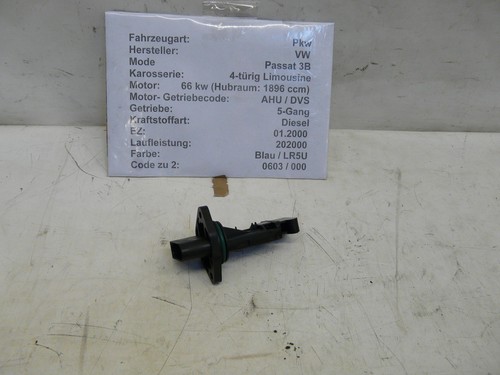 Fahrzeugart: Pkw
Hersteller: VW
Mode Passat 3B
Karosserie: 4-türig Limousine
Motor: 66 kw (Hubraum: 1896 ccm)
Motor- Getriebecode: AHU / DVS
Getriebe: 5-Gang
Kraftstoffart: Diesel
EZ: 01.2000
Laufleistung: 202000
Farbe: Blau / LR5U
Code zu 2: 0603 / 000